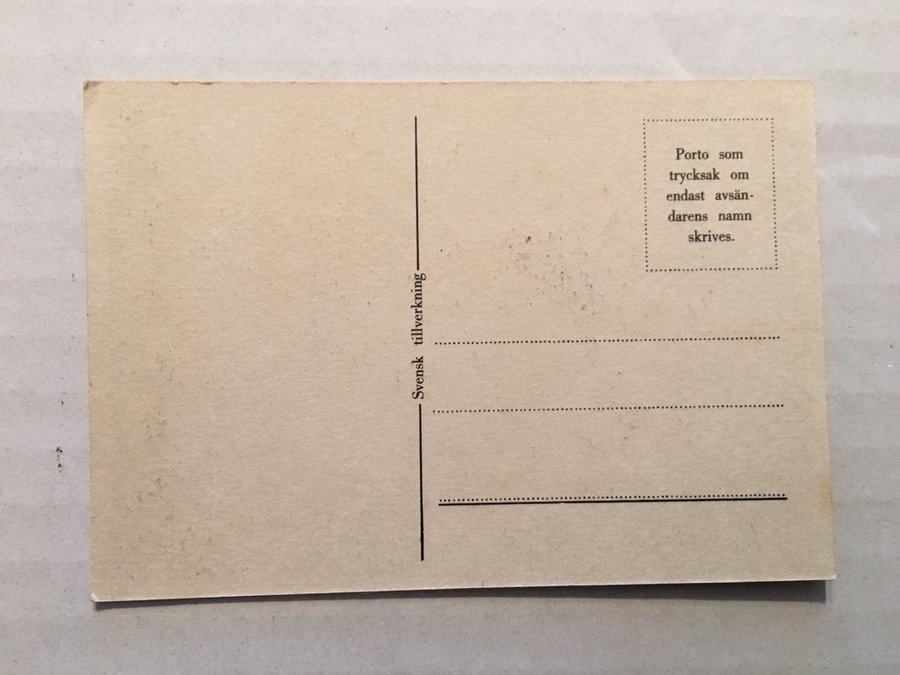 Porto som
trycksak om
endast avsän-
darens namn
skrives.
Svensk tillverkning